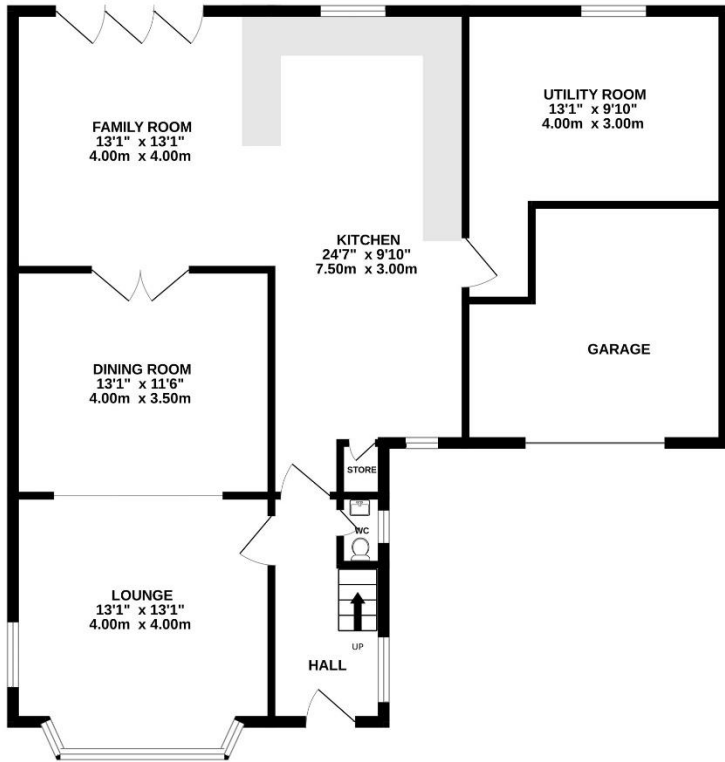 FAMILY ROOM
13'1" x 13'1"
4.00m x 4.00m
UTILITY ROOM
13'1" x 9'10"
4.00m x 3.00m
KITCHEN
24'7" x 9'10"
7.50m x 3.00m
DINING ROOM
13'1" x 11'6"
4.00m x 3.50m
GARAGE
STORE
WC
LOUNGE
13'1" x 13'1"
4.00m x 4.00m
UP
HALL